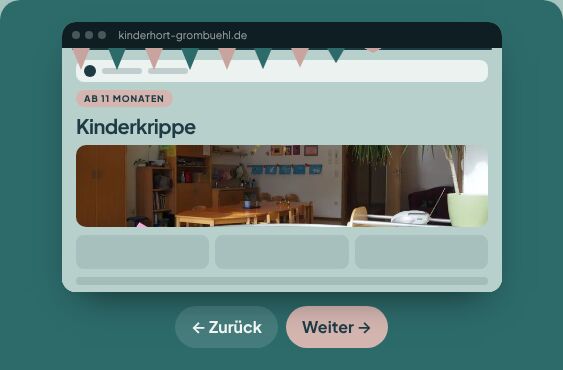 kinderhort-grombuehl.de
AB 11 MONATEN
Kinderkrippe
← Zurück
Weiter →